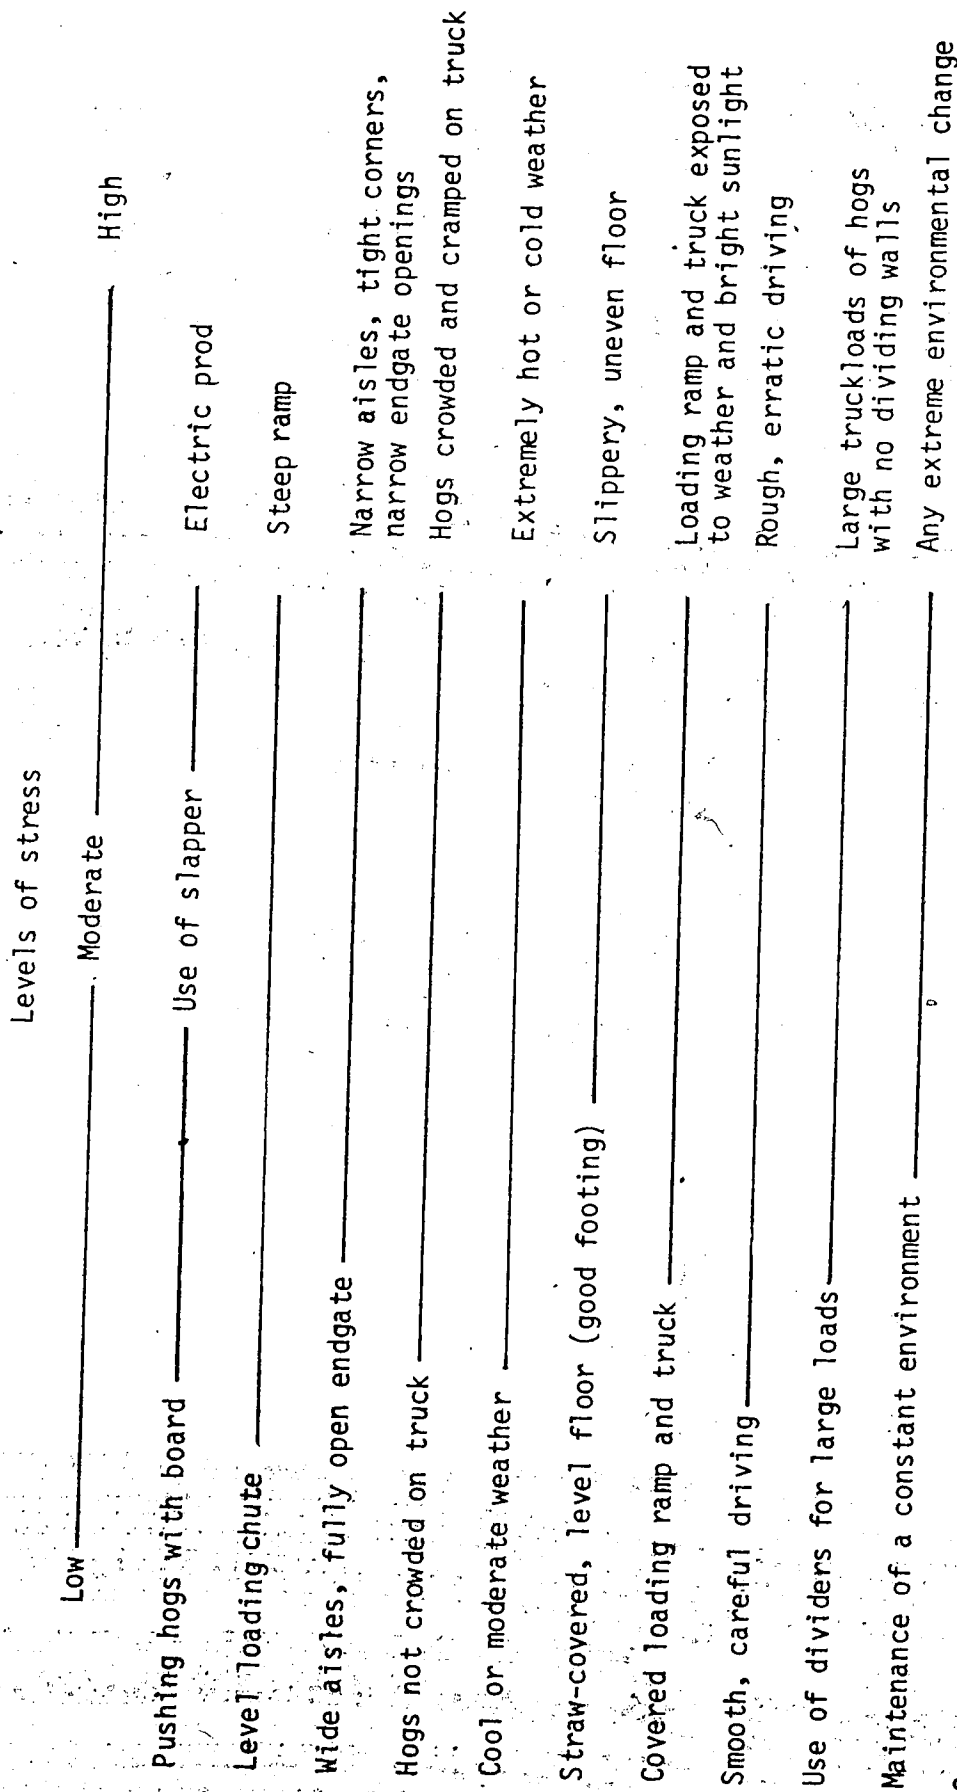 Levels of stress
Low Moderate High
Pushing hogs with board Use of slapper Electric prod
Level loading chute Steep ramp
Wide aisles, fully open endgate Narrow aisles, tight corners,
narrow endgate openings
Hogs not crowded on truck Hogs crowded and cramped on truck
Cool or moderate weather Extremely hot or cold weather
Straw-covered, level floor (good footing) Slippery, uneven floor
Covered loading ramp and truck Loading ramp and truck exposed
to weather and bright sunlight
Smooth, careful driving Rough, erratic driving
Use of dividers for large loads Large truckloads of hogs
with no dividing walls
Maintenance of a constant environment Any extreme environmental change